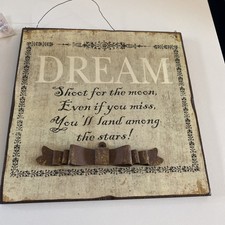 DREAM
Shoot for the moon,
Even if you miss,
You'll land among
the stars!